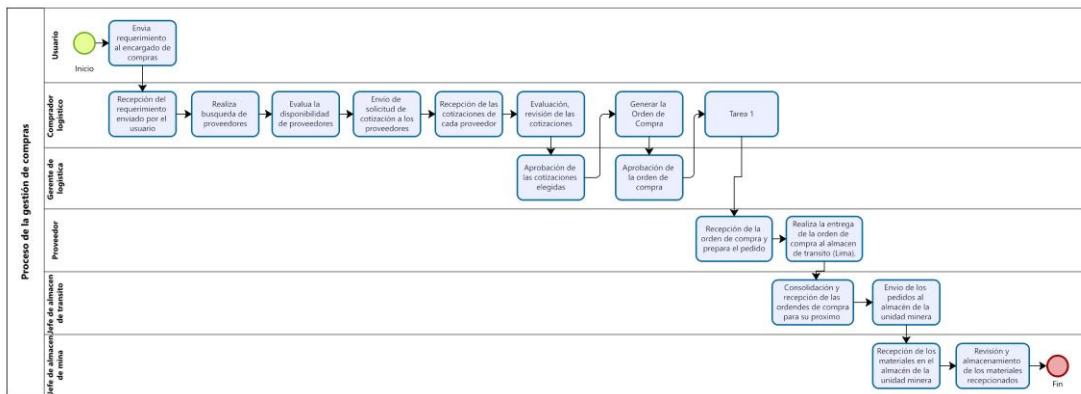 Proceso de la gestión de compras
Usuario
Inicio
Envia
requerimiento
al encargado de
compras
Comprador
logístico
Recepción del
requerimiento
enviado por el
usuario
Realiza
busqueda de
proveedores
Evalua la
disponibilidad
de proveedores
Envío de
solicitud de
cotización a los
proveedores
Recepción de las
cotizaciones de
cada proveedor
Evaluación,
revisión de las
cotizaciones
Generar la
Orden de
Compra
Tarea 1
Gerente de
logística
Aprobación de
las cotizaciones
elegidas
Aprobación de
la orden de
compra
Proveedor
Recepción de la
orden de compra y
prepara el pedido
Realiza la entrega
de la orden de
compra al almacen
de transito (Lima).
Jefe de almacen
de transito
Consolidación y
recepción de las
ordendes de compra
para su proximo
Envio de los
pedidos al
almacén de la
unidad minera
Jefe de almacen
de mina
Recepción de los
materiales en el
almacén de la
unidad minera
Revisión y
almacenamiento
de los materiales
recepcionados
Fin